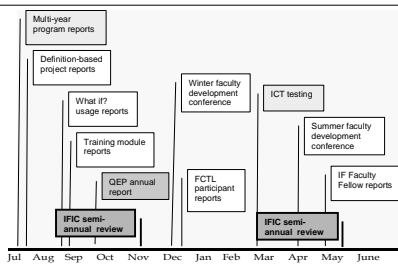 Multi-year
program reports
Definition-based
project reports
What if?
usage reports
Training module
reports
QEP annual
report
IFIC semi-
annual review
Winter faculty
development
conference
FCTL
participant
reports
ICT testing
Summer faculty
development
conference
IF Faculty
Fellow reports
IFIC semi-
annual review
Jul Aug Sep Oct Nov Dec Jan Feb Mar Apr May June